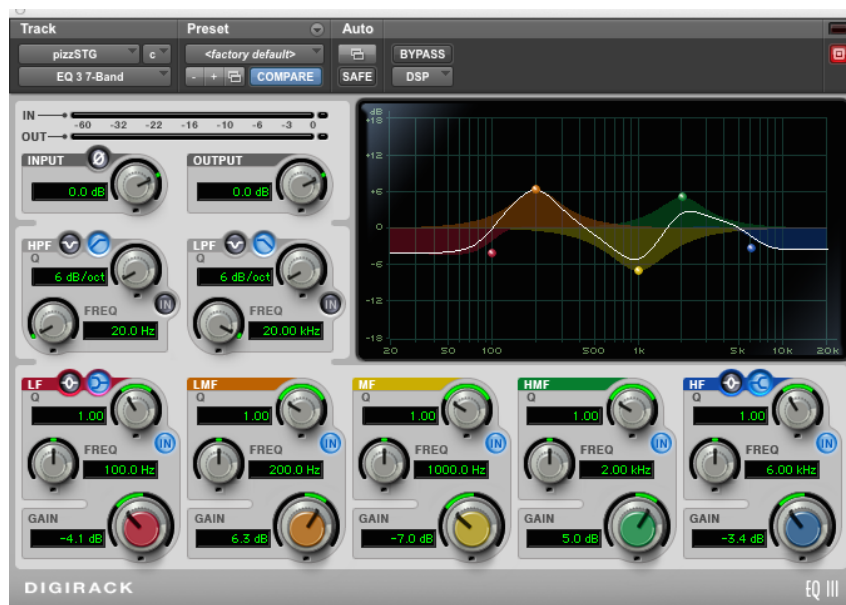 Track Preset Auto
pizzSTG c <factory default> BYPASS
EQ 3 7-Band - + COMPARE SAFE DSP
IN
-60 -32 -22 -16 -10 -6 -3 0
OUT
INPUT Ø OUTPUT
0.0 dB 0.0 dB
HPF LPF
Q Q
6 dB/oct 6 dB/oct
IN IN
FREQ FREQ
20.0 Hz 20.00 kHz
dB
+18
+12
+6
0
-6
-12
-18
20 50 100 500 1k 5k 10k 20k
LF LMF MF HMF HF
Q Q Q Q Q
1.00 1.00 1.00 1.00 1.00
IN IN IN IN IN
FREQ FREQ FREQ FREQ FREQ
100.0 Hz 200.0 Hz 1000.0 Hz 2.00 kHz 6.00 kHz
GAIN GAIN GAIN GAIN GAIN
-4.1 dB 6.3 dB -7.0 dB 5.0 dB -3.4 dB
DIGIRACK EQ III